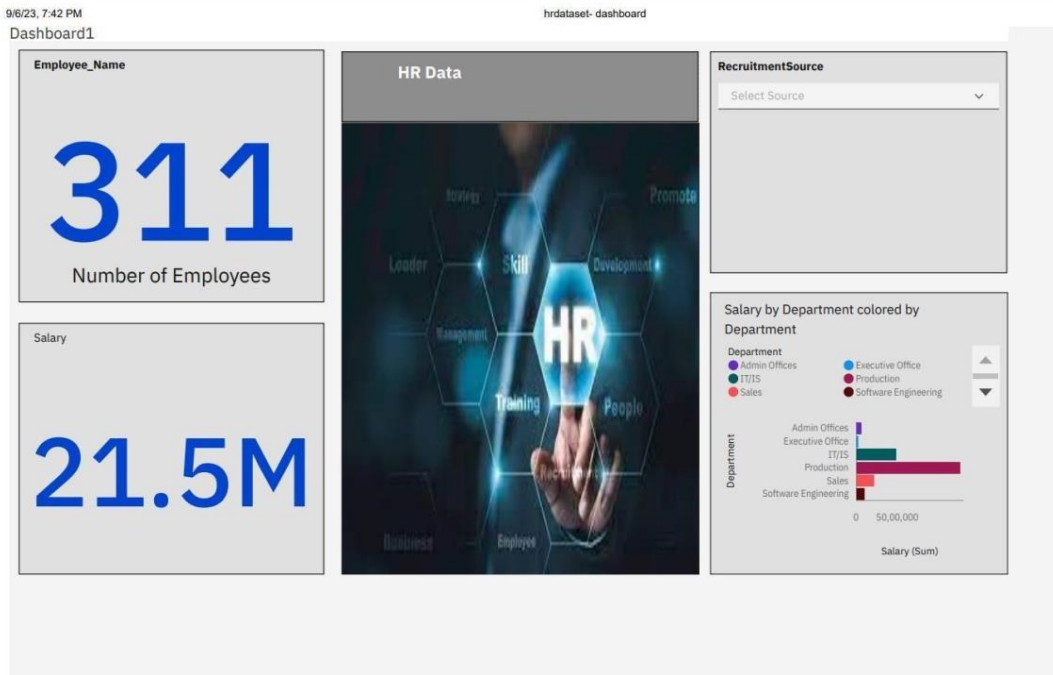 9/6/23, 7:42 PM
hrdataset- dashboard
Dashboard1
Employee_Name
311
Number of Employees
Salary
21.5M
HR Data
Strategy
Promote
Leader
Skill
Development
Management
HR
Training
People
Recruitment
Business
Employee
RecruitmentSource
Select Source
Salary by Department colored by
Department
Department
Admin Offices
Executive Office
IT/IS
Production
Sales
Software Engineering
Department
Admin Offices
Executive Office
IT/IS
Production
Sales
Software Engineering
0 50,00,000
Salary (Sum)